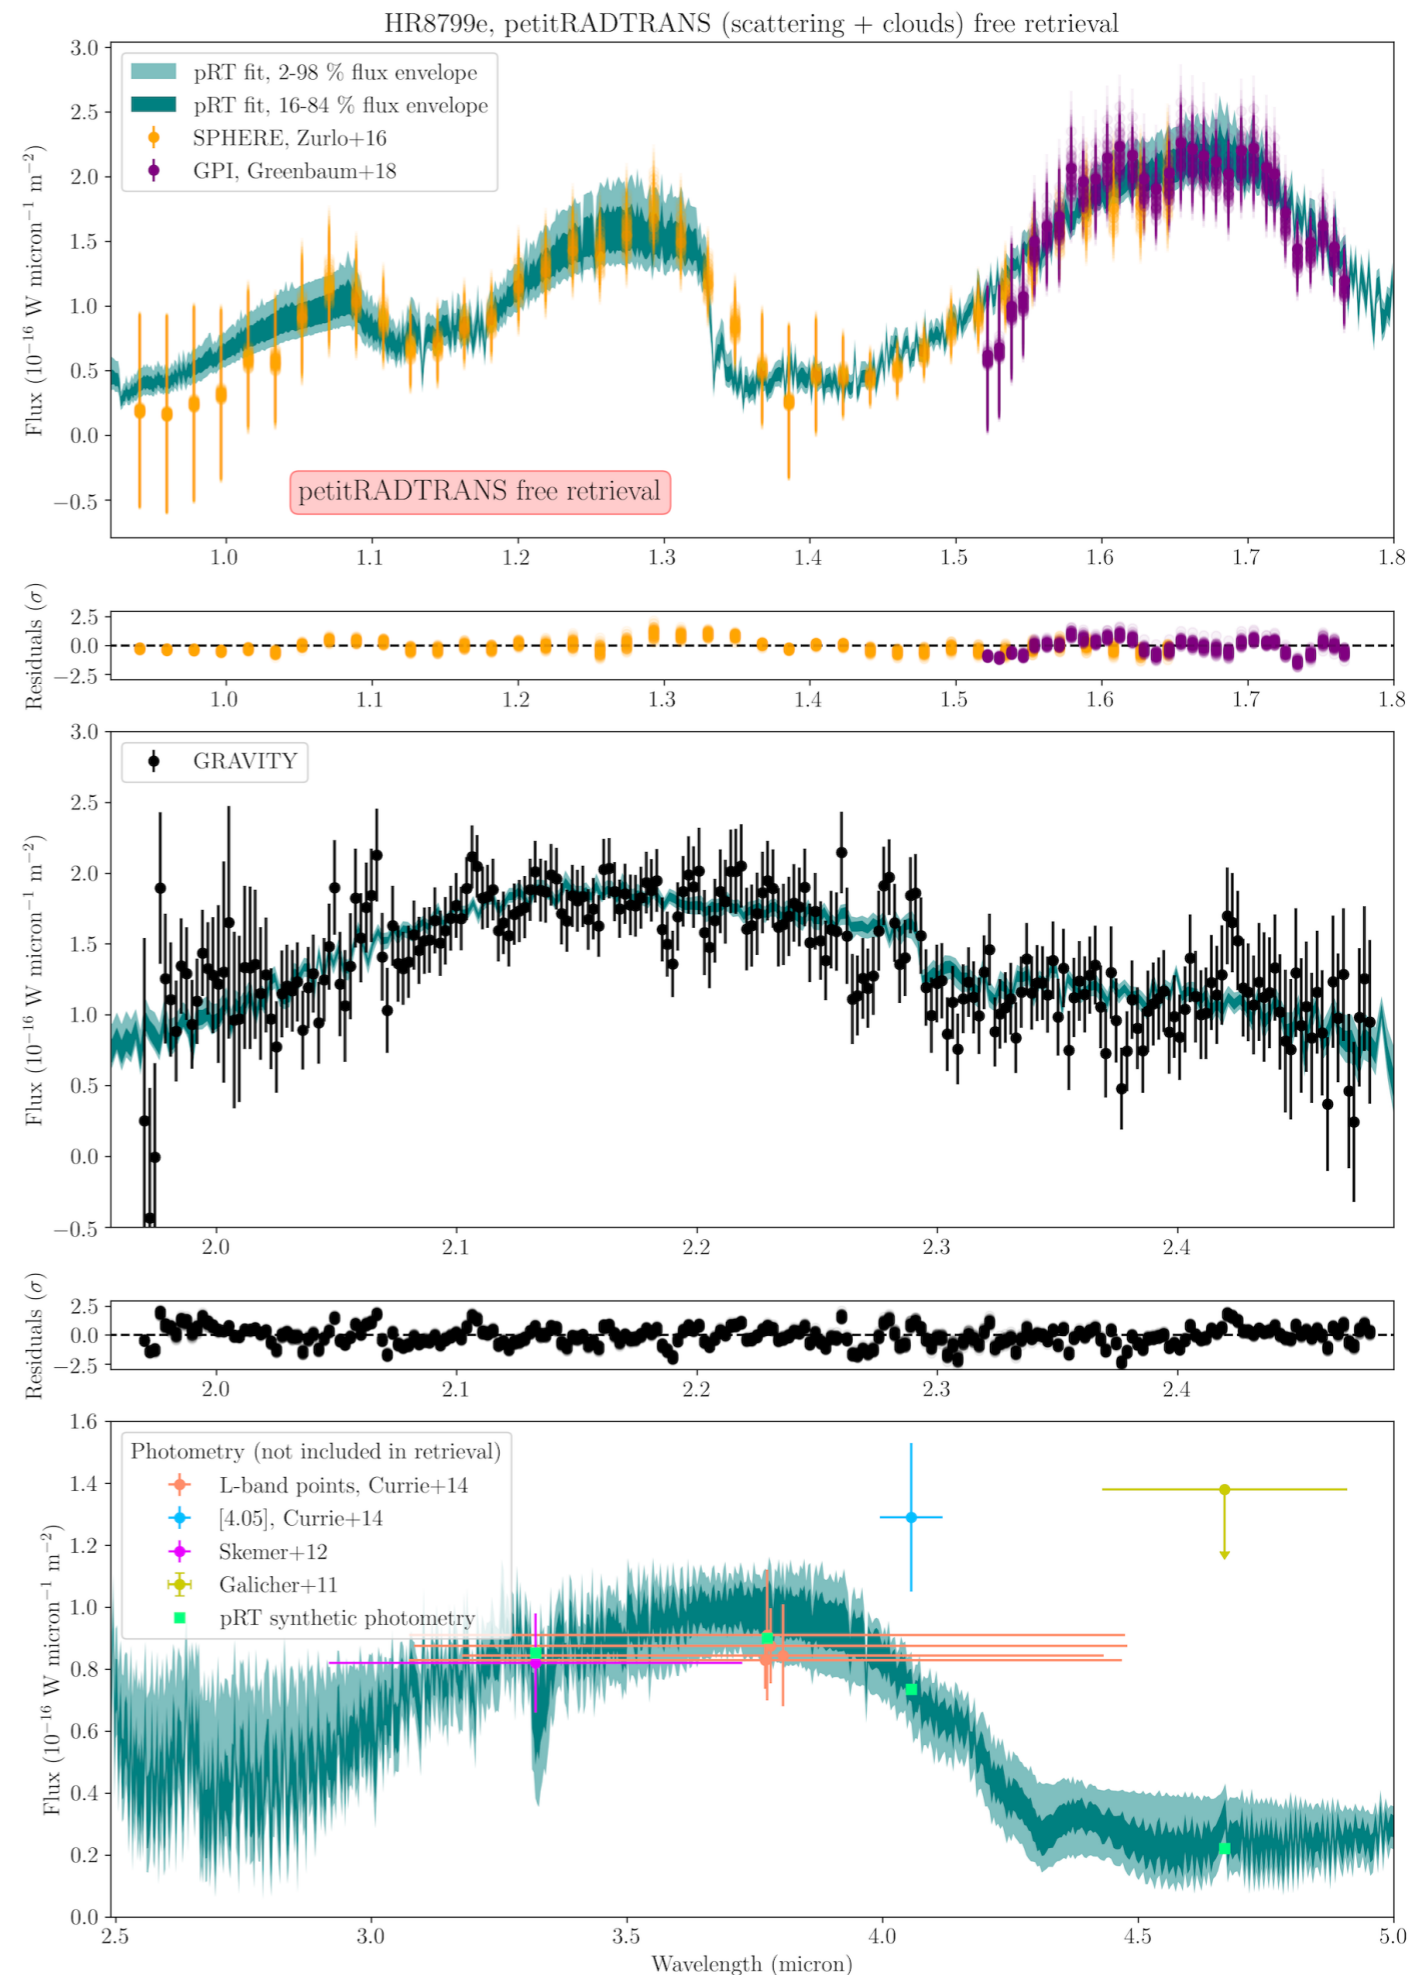 HR8799e, petitRADTRANS (scattering + clouds) free retrieval
3.0
2.5
2.0
1.5
1.0
0.5
0.0
−0.5
Flux (10⁻¹⁶ W micron⁻¹ m⁻²)
pRT fit, 2-98 % flux envelope
pRT fit, 16-84 % flux envelope
SPHERE, Zurlo+16
GPI, Greenbaum+18
petitRADTRANS free retrieval
1.0 1.1 1.2 1.3 1.4 1.5 1.6 1.7 1.8
Residuals (σ)
2.5
0.0
−2.5
1.0 1.1 1.2 1.3 1.4 1.5 1.6 1.7 1.8
3.0
2.5
2.0
1.5
1.0
0.5
0.0
−0.5
Flux (10⁻¹⁶ W micron⁻¹ m⁻²)
GRAVITY
2.0 2.1 2.2 2.3 2.4
Residuals (σ)
2.5
0.0
−2.5
2.0 2.1 2.2 2.3 2.4
1.6
1.4
1.2
1.0
0.8
0.6
0.4
0.2
0.0
Flux (10⁻¹⁶ W micron⁻¹ m⁻²)
Photometry (not included in retrieval)
L-band points, Currie+14
[4.05], Currie+14
Skemer+12
Galicher+11
pRT synthetic photometry
2.5 3.0 3.5 4.0 4.5 5.0
Wavelength (micron)